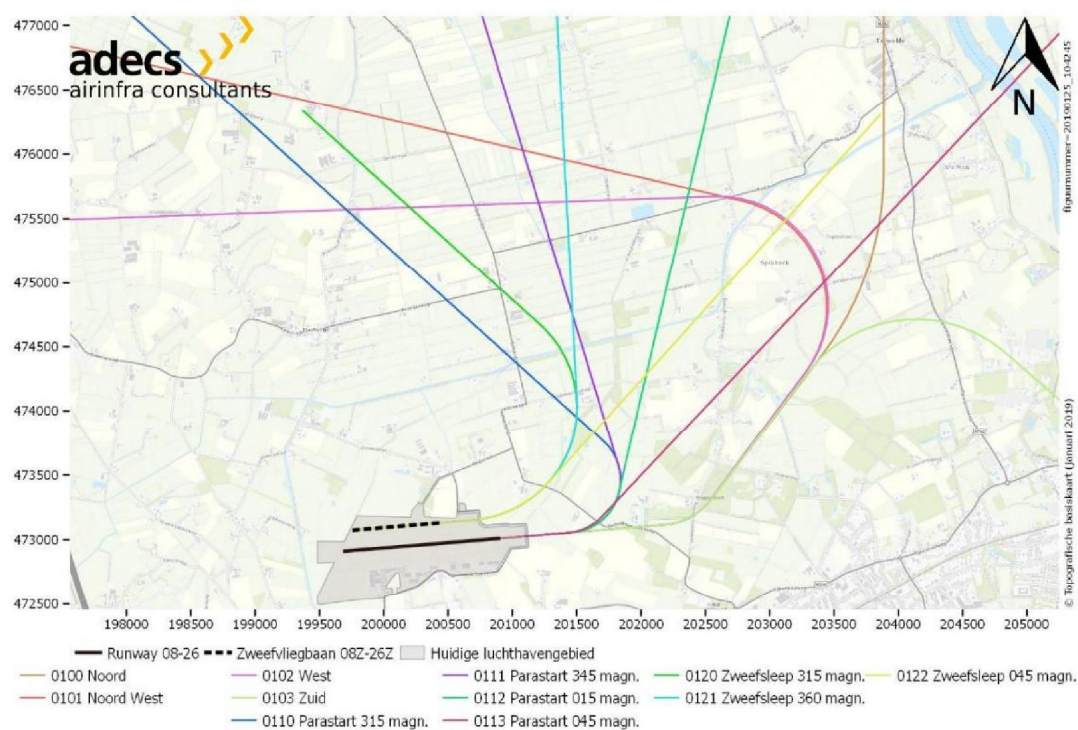 477000
476500
476000
475500
475000
474500
474000
473500
473000
472500
adecs
airinfra consultants
N
figuurnummer=20190125_104245
© Topografische basiskaart (Januari 2019)
198000 198500 199000 199500 200000 200500 201000 201500 202000 202500 203000 203500 204000 204500 205000
Runway 08-26 Zweefvliegbaan 08Z-26Z Huidige luchthavengebied
0100 Noord 0102 West 0111 Parastart 345 magn. 0120 Zweefsleep 315 magn. 0122 Zweefsleep 045 magn.
0101 Noord West 0103 Zuid 0112 Parastart 015 magn. 0121 Zweefsleep 360 magn.
0110 Parastart 315 magn. 0113 Parastart 045 magn.